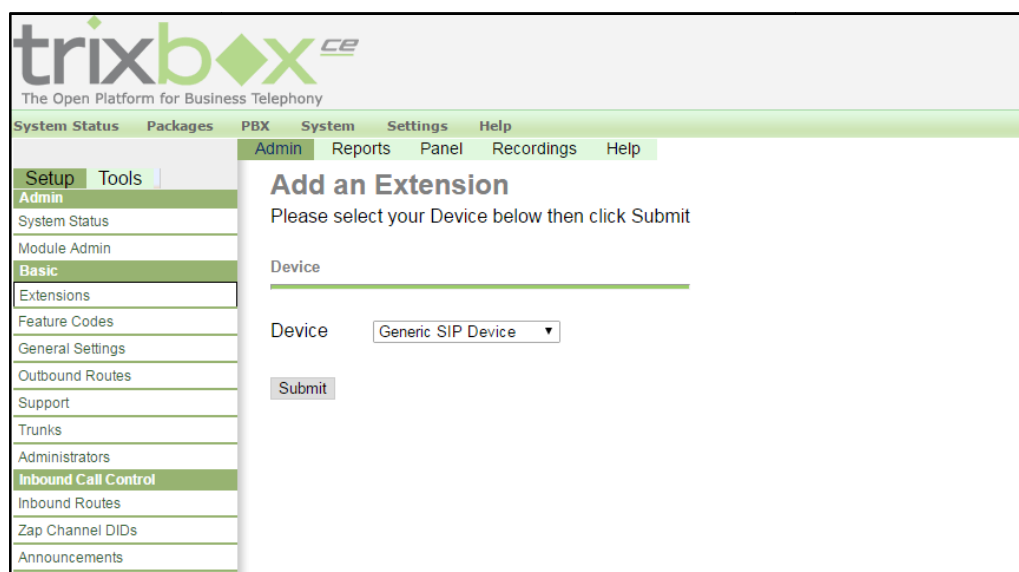 trixbox CE
The Open Platform for Business Telephony
System Status Packages PBX System Settings Help
Admin Reports Panel Recordings Help
Setup Tools
Admin
System Status
Module Admin
Basic
Extensions
Feature Codes
General Settings
Outbound Routes
Support
Trunks
Administrators
Inbound Call Control
Inbound Routes
Zap Channel DIDs
Announcements
Add an Extension
Please select your Device below then click Submit
Device
Device Generic SIP Device
Submit